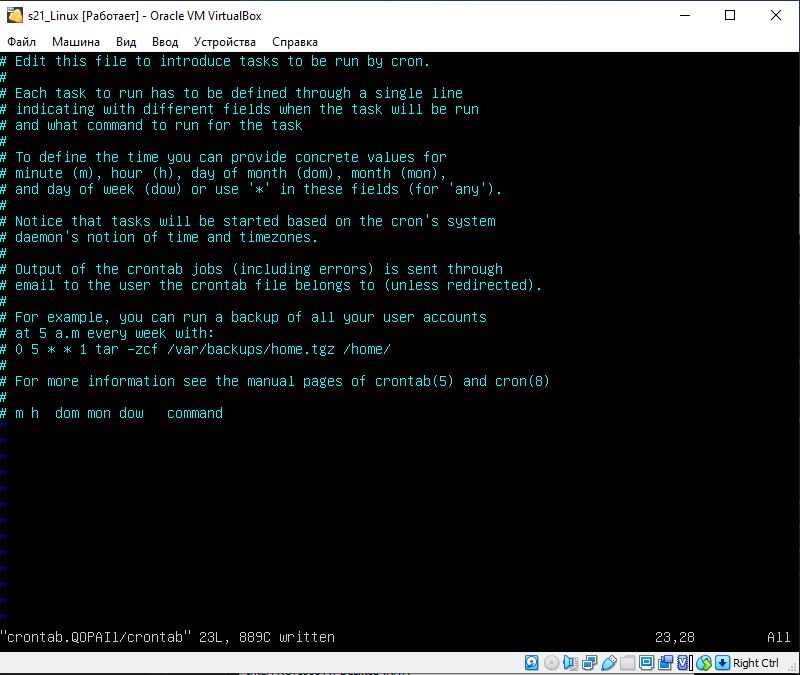 s21_Linux [Работает] - Oracle VM VirtualBox
Файл Машина Вид Ввод Устройства Справка
# Edit this file to introduce tasks to be run by cron.
#
# Each task to run has to be defined through a single line
# indicating with different fields when the task will be run
# and what command to run for the task
#
# To define the time you can provide concrete values for
# minute (m), hour (h), day of month (dom), month (mon),
# and day of week (dow) or use '*' in these fields (for 'any').
#
# Notice that tasks will be started based on the cron's system
# daemon's notion of time and timezones.
#
# Output of the crontab jobs (including errors) is sent through
# email to the user the crontab file belongs to (unless redirected).
#
# For example, you can run a backup of all your user accounts
# at 5 a.m every week with:
# 0 5 * * 1 tar -zcf /var/backups/home.tgz /home/
#
# For more information see the manual pages of crontab(5) and cron(8)
#
# m h  dom mon dow   command
~
~
~
~
~
~
~
~
~
~
~
~
~
"crontab.QOPAIl/crontab" 23L, 889C written 23,28 All
Right Ctrl